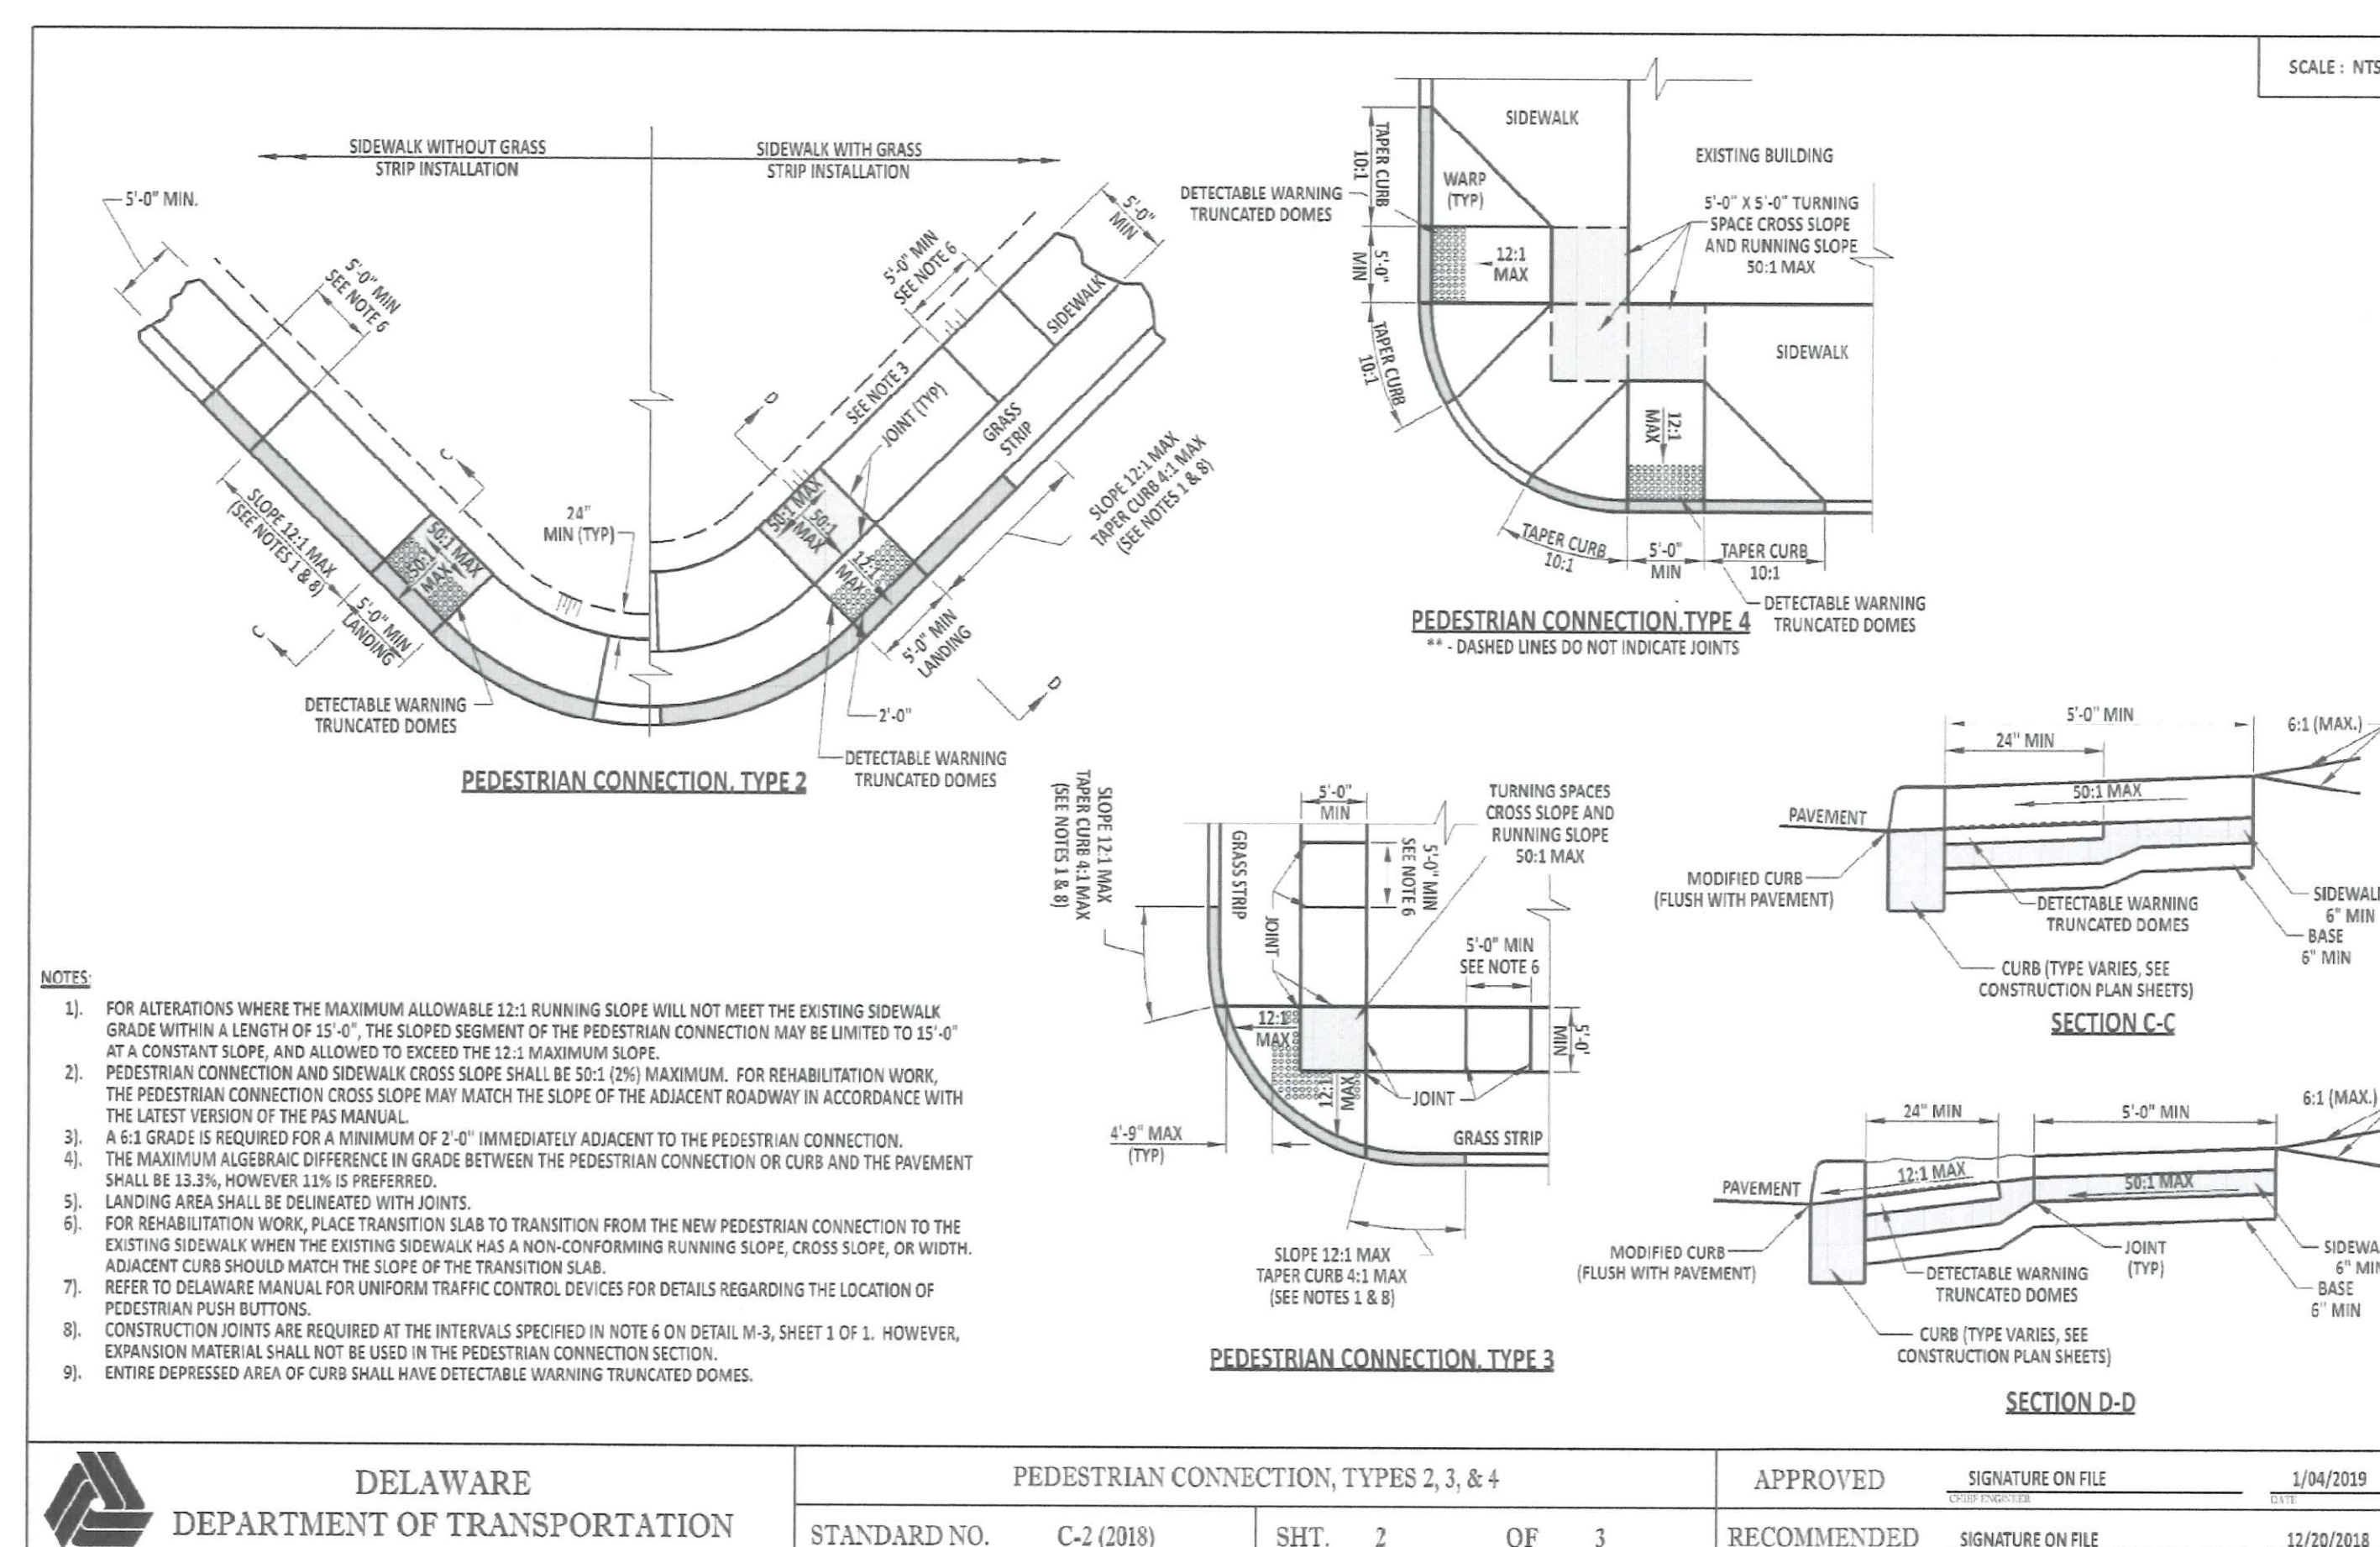 SCALE : NTS
SIDEWALK WITHOUT GRASS
STRIP INSTALLATION
SIDEWALK WITH GRASS
STRIP INSTALLATION
5'-0" MIN.
5'-0" MIN
SEE NOTE 6
5'-0" MIN
SEE NOTE 6
5'-0"
MIN
SIDEWALK
SEE NOTE 3
JOINT (TYP)
GRASS
STRIP
D
C
24"
MIN (TYP)
SLOPE 12:1 MAX
(SEE NOTES 1 & 8)
50:1 MAX
50:1
MAX
5'-0" MIN
LANDING
C
50:1 MAX
50:1
MAX
12:1
MAX
SLOPE 12:1 MAX
TAPER CURB 4:1 MAX
(SEE NOTES 1 & 8)
5'-0" MIN
LANDING
D
2'-0"
DETECTABLE WARNING
TRUNCATED DOMES
DETECTABLE WARNING
TRUNCATED DOMES
PEDESTRIAN CONNECTION, TYPE 2
SIDEWALK
EXISTING BUILDING
TAPER CURB
10:1
WARP
(TYP)
DETECTABLE WARNING
TRUNCATED DOMES
5'-0" X 5'-0" TURNING
SPACE CROSS SLOPE
AND RUNNING SLOPE
50:1 MAX
5'-0"
MIN
12:1
MAX
TAPER CURB
10:1
SIDEWALK
12:1
MAX
TAPER CURB
10:1
5'-0"
MIN
TAPER CURB
10:1
DETECTABLE WARNING
TRUNCATED DOMES
PEDESTRIAN CONNECTION, TYPE 4
** - DASHED LINES DO NOT INDICATE JOINTS
5'-0" MIN
24" MIN
6:1 (MAX.)
50:1 MAX
PAVEMENT
MODIFIED CURB
(FLUSH WITH PAVEMENT)
DETECTABLE WARNING
TRUNCATED DOMES
SIDEWALK
6" MIN
BASE
6" MIN
CURB (TYPE VARIES, SEE
CONSTRUCTION PLAN SHEETS)
SECTION C-C
SLOPE 12:1 MAX
TAPER CURB 4:1 MAX
(SEE NOTES 1 & 8)
5'-0"
MIN
TURNING SPACES
CROSS SLOPE AND
RUNNING SLOPE
50:1 MAX
GRASS STRIP
5'-0" MIN
SEE NOTE 6
JOINT
5'-0" MIN
SEE NOTE 6
12:1
MAX
5'-0"
MIN
12:1
MAX
JOINT
4'-9" MAX
(TYP)
GRASS STRIP
SLOPE 12:1 MAX
TAPER CURB 4:1 MAX
(SEE NOTES 1 & 8)
PEDESTRIAN CONNECTION, TYPE 3
24" MIN
5'-0" MIN
6:1 (MAX.)
12:1 MAX
50:1 MAX
PAVEMENT
MODIFIED CURB
(FLUSH WITH PAVEMENT)
DETECTABLE WARNING
TRUNCATED DOMES
JOINT
(TYP)
SIDEWA
6" MIN
BASE
6" MIN
CURB (TYPE VARIES, SEE
CONSTRUCTION PLAN SHEETS)
SECTION D-D
NOTES:
1). FOR ALTERATIONS WHERE THE MAXIMUM ALLOWABLE 12:1 RUNNING SLOPE WILL NOT MEET THE EXISTING SIDEWALK
GRADE WITHIN A LENGTH OF 15'-0", THE SLOPED SEGMENT OF THE PEDESTRIAN CONNECTION MAY BE LIMITED TO 15'-0"
AT A CONSTANT SLOPE, AND ALLOWED TO EXCEED THE 12:1 MAXIMUM SLOPE.
2). PEDESTRIAN CONNECTION AND SIDEWALK CROSS SLOPE SHALL BE 50:1 (2%) MAXIMUM. FOR REHABILITATION WORK,
THE PEDESTRIAN CONNECTION CROSS SLOPE MAY MATCH THE SLOPE OF THE ADJACENT ROADWAY IN ACCORDANCE WITH
THE LATEST VERSION OF THE PAS MANUAL.
3). A 6:1 GRADE IS REQUIRED FOR A MINIMUM OF 2'-0" IMMEDIATELY ADJACENT TO THE PEDESTRIAN CONNECTION.
4). THE MAXIMUM ALGEBRAIC DIFFERENCE IN GRADE BETWEEN THE PEDESTRIAN CONNECTION OR CURB AND THE PAVEMENT
SHALL BE 13.3%, HOWEVER 11% IS PREFERRED.
5). LANDING AREA SHALL BE DELINEATED WITH JOINTS.
6). FOR REHABILITATION WORK, PLACE TRANSITION SLAB TO TRANSITION FROM THE NEW PEDESTRIAN CONNECTION TO THE
EXISTING SIDEWALK WHEN THE EXISTING SIDEWALK HAS A NON-CONFORMING RUNNING SLOPE, CROSS SLOPE, OR WIDTH.
ADJACENT CURB SHOULD MATCH THE SLOPE OF THE TRANSITION SLAB.
7). REFER TO DELAWARE MANUAL FOR UNIFORM TRAFFIC CONTROL DEVICES FOR DETAILS REGARDING THE LOCATION OF
PEDESTRIAN PUSH BUTTONS.
8). CONSTRUCTION JOINTS ARE REQUIRED AT THE INTERVALS SPECIFIED IN NOTE 6 ON DETAIL M-3, SHEET 1 OF 1. HOWEVER,
EXPANSION MATERIAL SHALL NOT BE USED IN THE PEDESTRIAN CONNECTION SECTION.
9). ENTIRE DEPRESSED AREA OF CURB SHALL HAVE DETECTABLE WARNING TRUNCATED DOMES.
DELAWARE
DEPARTMENT OF TRANSPORTATION
PEDESTRIAN CONNECTION, TYPES 2, 3, & 4
STANDARD NO. C-2 (2018) SHT. 2 OF 3
APPROVED SIGNATURE ON FILE 1/04/2019
CHIEF ENGINEER DATE
RECOMMENDED SIGNATURE ON FILE 12/20/2018